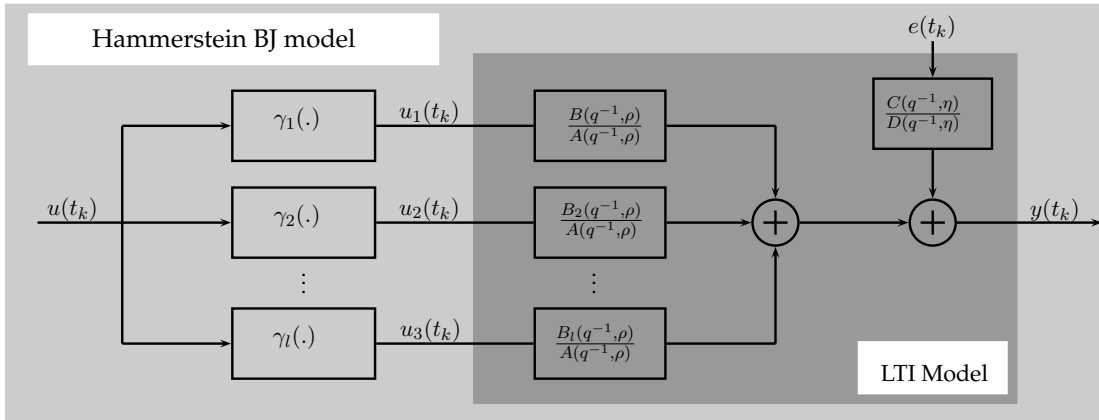 Hammerstein BJ model
e(t_k)
γ_1(.) u_1(t_k) B(q^{-1},ρ)/A(q^{-1},ρ) C(q^{-1},η)/D(q^{-1},η)
u(t_k) γ_2(.) u_2(t_k) B_2(q^{-1},ρ)/A(q^{-1},ρ) + + y(t_k)
⋮ ⋮
γ_l(.) u_3(t_k) B_l(q^{-1},ρ)/A(q^{-1},ρ)
LTI Model